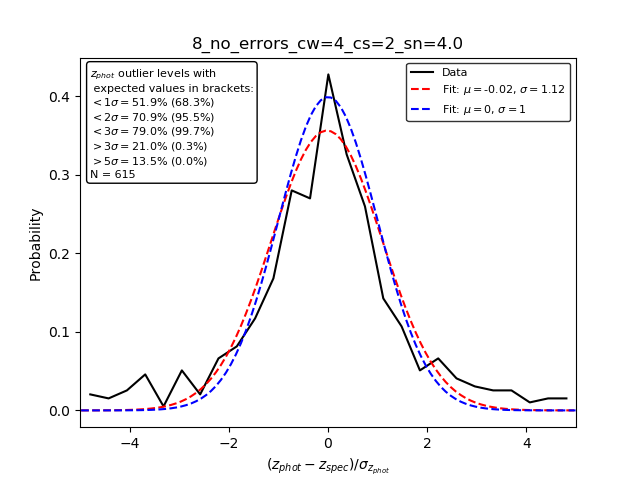 8_no_errors_cw=4_cs=2_sn=4.0
z_phot outlier levels with
expected values in brackets:
< 1σ = 51.9% (68.3%)
< 2σ = 70.9% (95.5%)
< 3σ = 79.0% (99.7%)
> 3σ = 21.0% (0.3%)
> 5σ = 13.5% (0.0%)
N = 615
Data
Fit: μ = -0.02, σ = 1.12
Fit: μ = 0, σ = 1
Probability
0.4
0.3
0.2
0.1
0.0
−4 −2 0 2 4
(z_phot − z_spec)/σ_z_phot